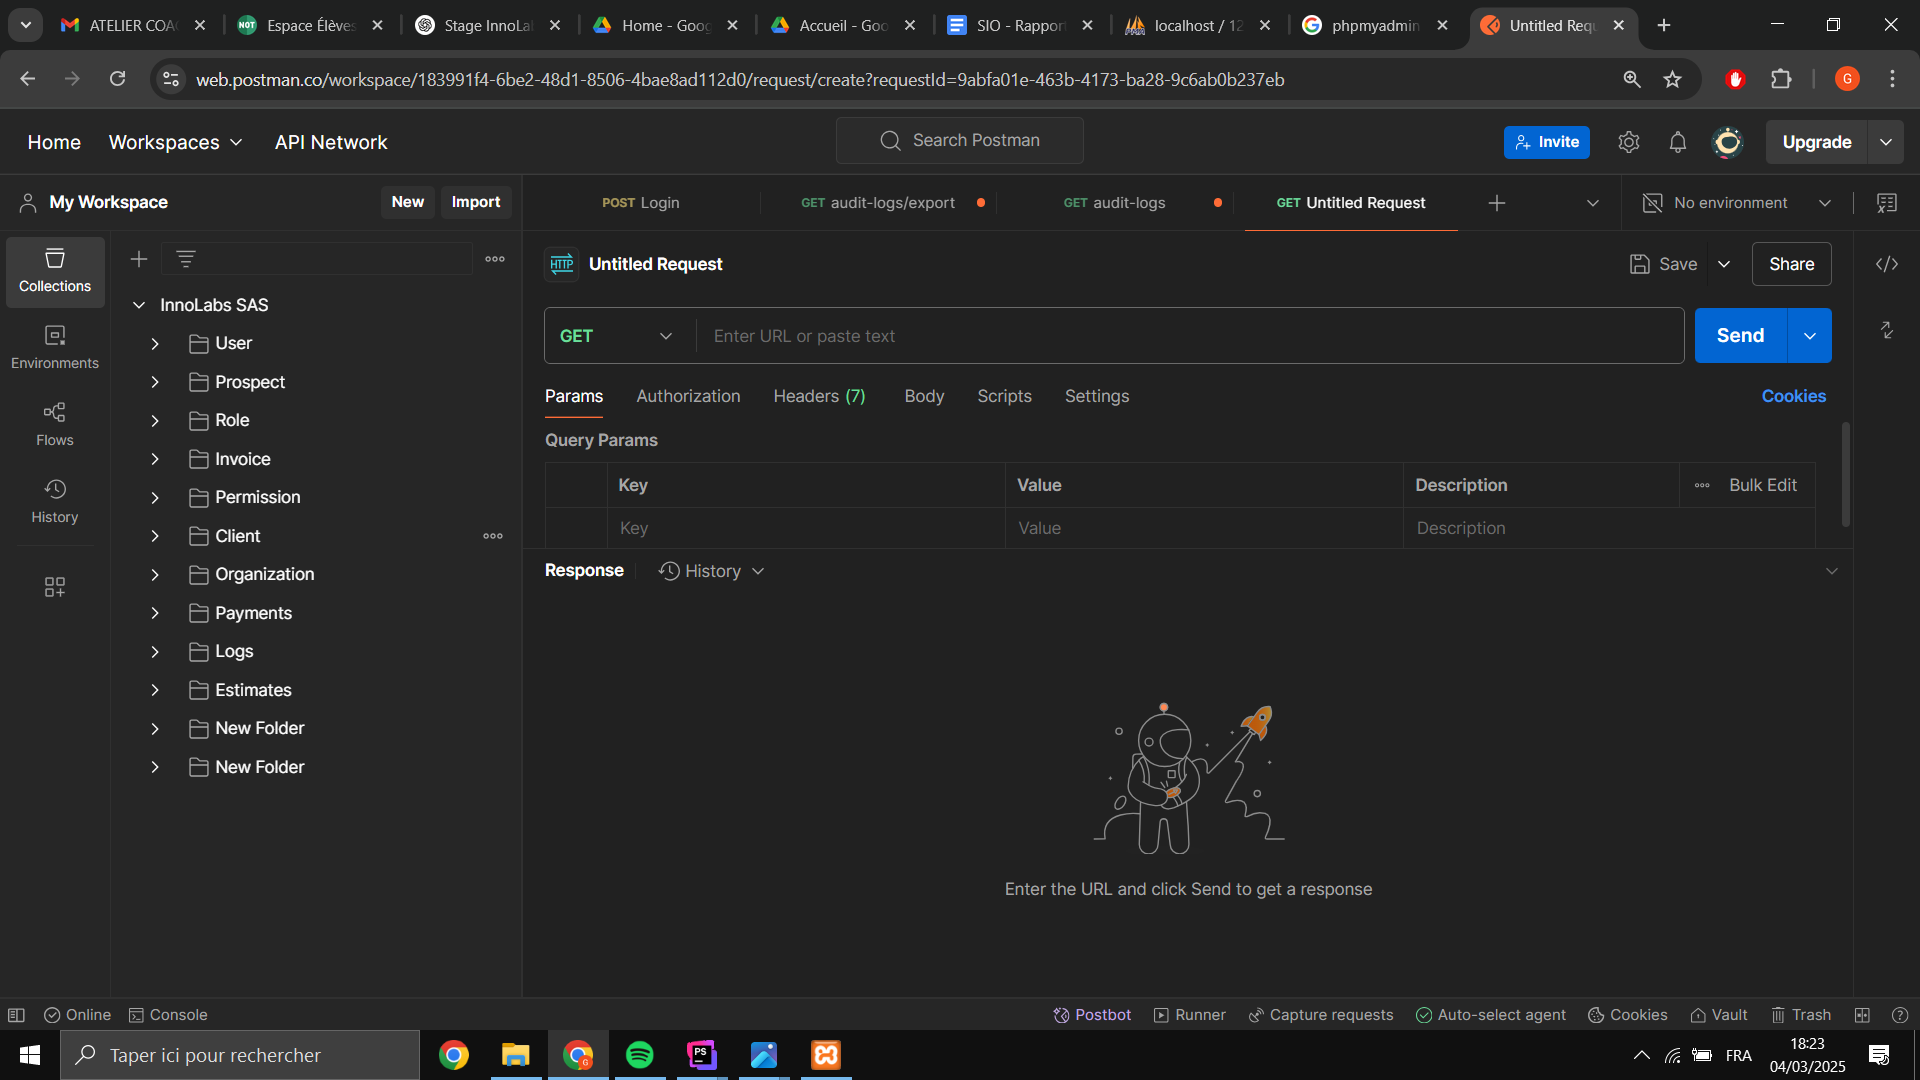 ATELIER COA
Espace Élèves
Stage InnoLa
Home - Goog
Accueil - Goo
SIO - Rappor
localhost / 12
phpmyadmin
Untitled Req
web.postman.co/workspace/183991f4-6be2-48d1-8506-4bae8ad112d0/request/create?requestId=9abfa01e-463b-4173-ba28-9c6ab0b237eb
G
Home
Workspaces
API Network
Search Postman
Invite
Upgrade
My Workspace
New
Import
POST Login
GET audit-logs/export
GET audit-logs
GET Untitled Request
No environment
Collections
Environments
Flows
History
InnoLabs SAS
User
Prospect
Role
Invoice
Permission
Client
Organization
Payments
Logs
Estimates
New Folder
New Folder
HTTP
Untitled Request
Save
Share
GET
Enter URL or paste text
Send
Params
Authorization
Headers (7)
Body
Scripts
Settings
Cookies
Query Params
Key
Value
Description
Bulk Edit
Key
Value
Description
Response
History
Enter the URL and click Send to get a response
Online
Console
Postbot
Runner
Capture requests
Auto-select agent
Cookies
Vault
Trash
Taper ici pour rechercher
PS
FRA
18:23
04/03/2025